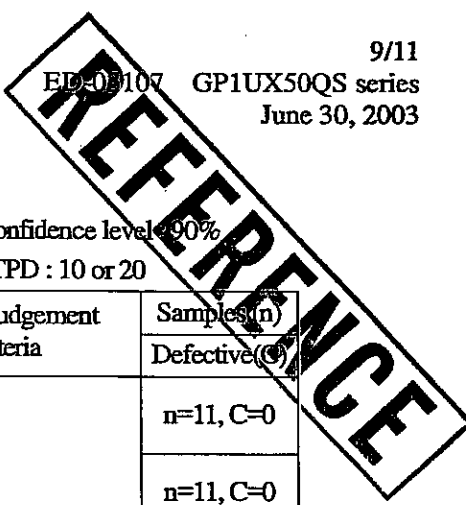 9/11
GP1UX50QS series
June 30, 2003
REFERENCE
onfidence level 90%
TPD : 10 or 20
udgement
teria
Samples(n)
Defective(C)
n=11, C=0
n=11, C=0